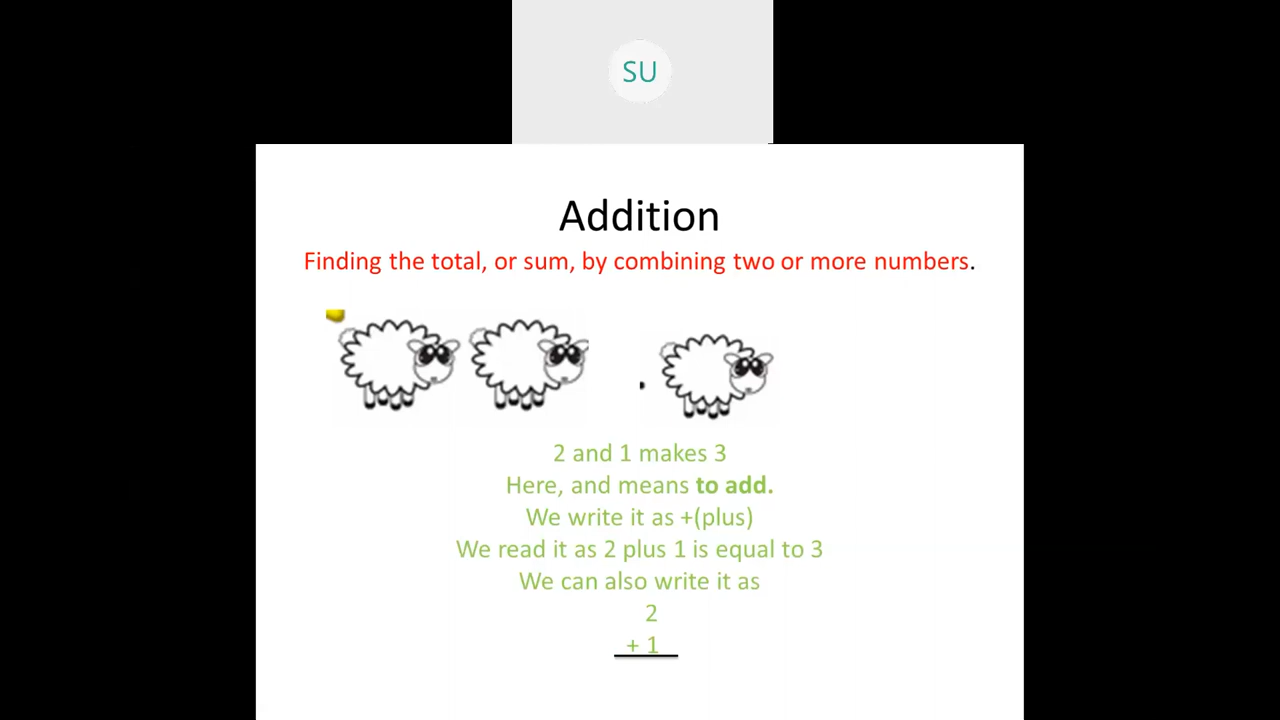 SU
Addition
Finding the total, or sum, by combining two or more numbers.
2 and 1 makes 3
Here, and means to add.
We write it as +(plus)
We read it as 2 plus 1 is equal to 3
We can also write it as
2
+ 1